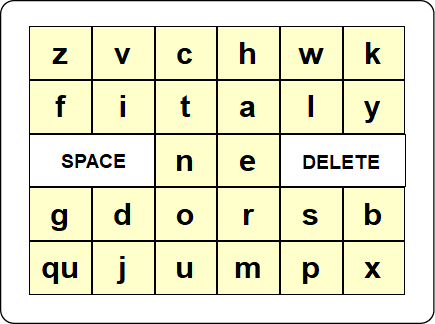 z v c h w k
f i t a l y
SPACE n e DELETE
g d o r s b
qu j u m p x